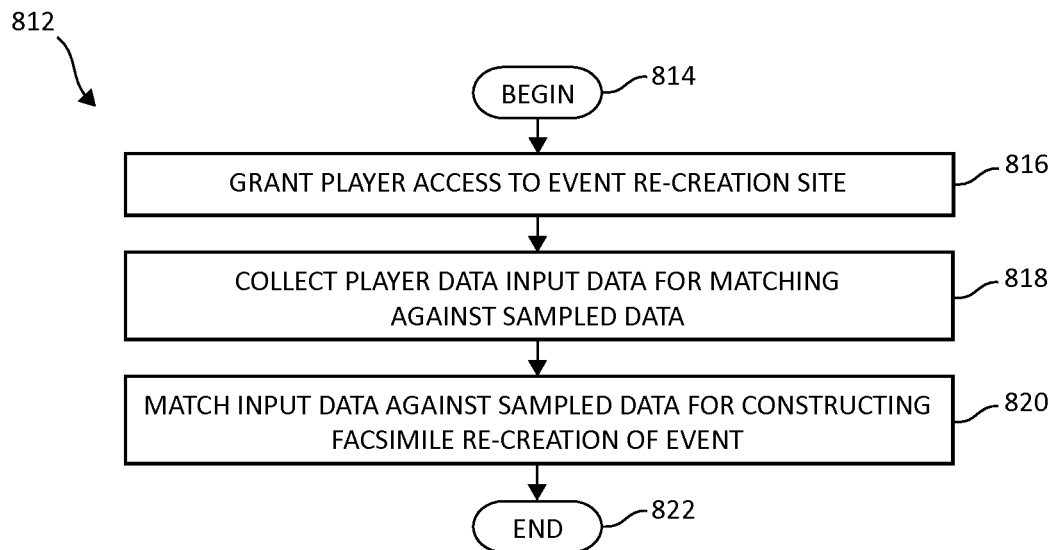 812
BEGIN
814
GRANT PLAYER ACCESS TO EVENT RE-CREATION SITE
816
COLLECT PLAYER DATA INPUT DATA FOR MATCHING
AGAINST SAMPLED DATA
818
MATCH INPUT DATA AGAINST SAMPLED DATA FOR CONSTRUCTING
FACSIMILE RE-CREATION OF EVENT
820
END
822